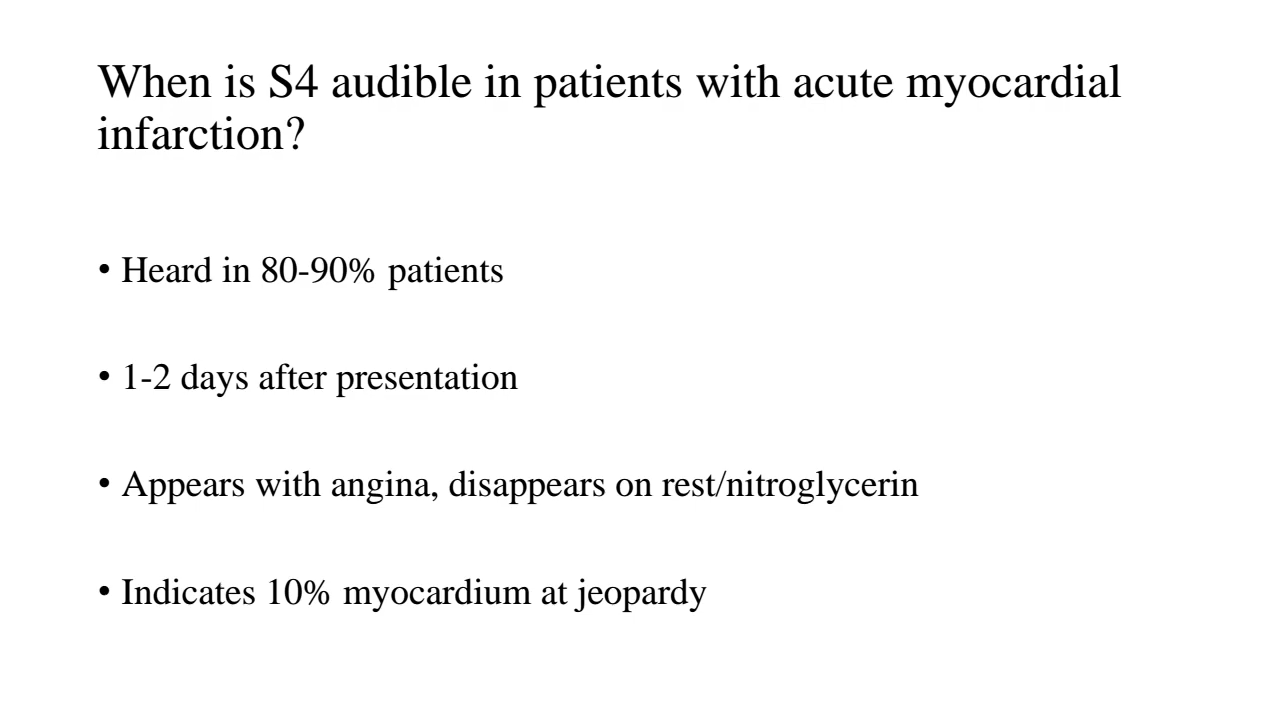 When is S4 audible in patients with acute myocardial
infarction?
• Heard in 80-90% patients
• 1-2 days after presentation
• Appears with angina, disappears on rest/nitroglycerin
• Indicates 10% myocardium at jeopardy